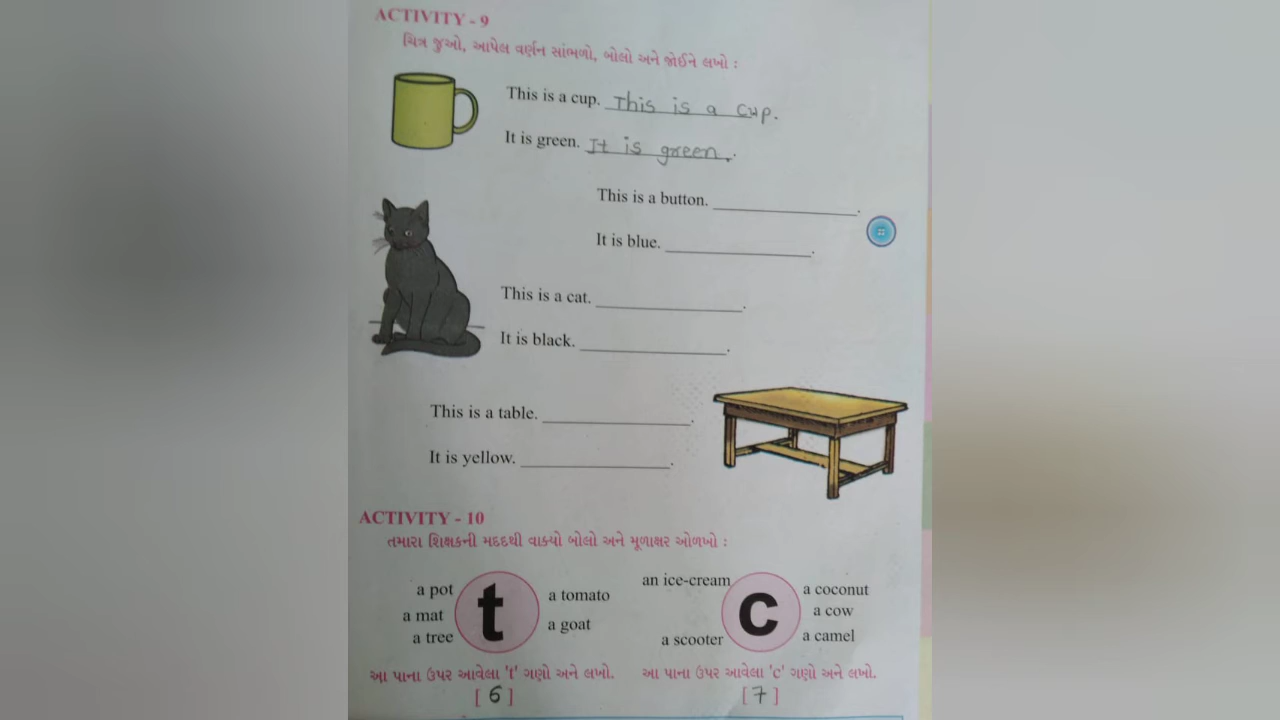 ACTIVITY - 9
ચિત્ર જુઓ, આપેલ વર્ણન સાંભળો, બોલો અને જોઈને લખો :
This is a cup. This is a cup.
It is green. It is green.
This is a button.
It is blue.
This is a cat.
It is black.
This is a table.
It is yellow.
ACTIVITY - 10
તમારા શિક્ષકની મદદથી વાક્યો બોલો અને મૂળાક્ષર ઓળખો :
a pot
a mat
a tree
t
a tomato
a goat
an ice-cream
a scooter
c
a coconut
a cow
a camel
આ પાના ઉપર આવેલા 't' ગણો અને લખો.
[ 6 ]
આ પાના ઉપર આવેલા 'c' ગણો અને લખો.
[ 7 ]